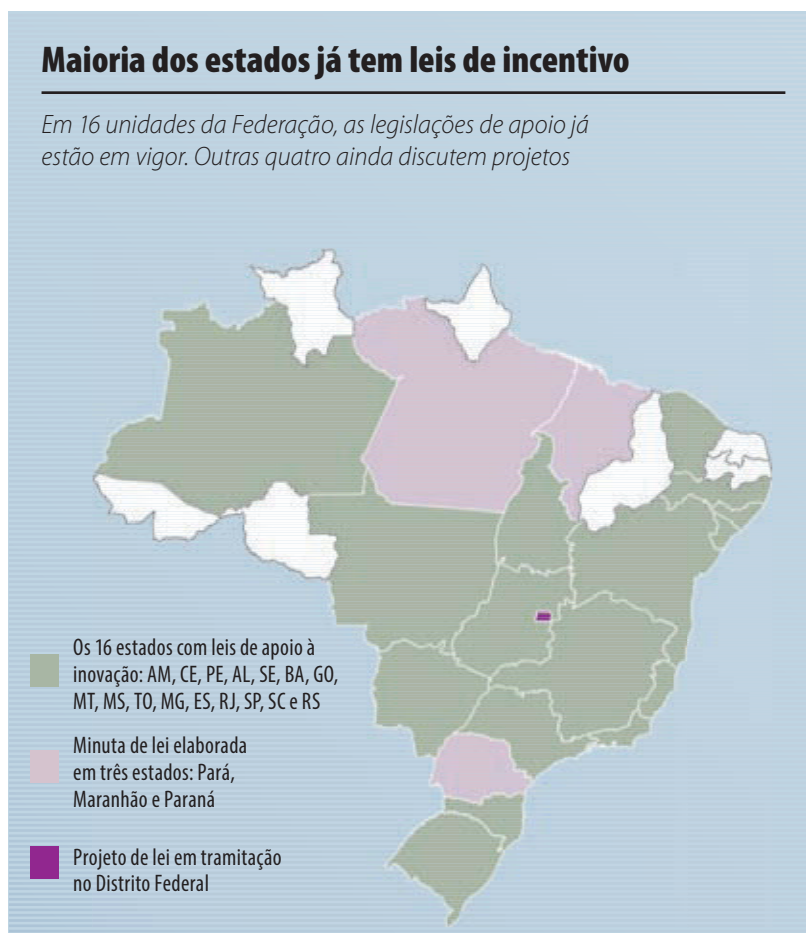 Maioria dos estados já tem leis de incentivo
Em 16 unidades da Federação, as legislações de apoio já
estão em vigor. Outras quatro ainda discutem projetos
Os 16 estados com leis de apoio à
inovação: AM, CE, PE, AL, SE, BA, GO,
MT, MS, TO, MG, ES, RJ, SP, SC e RS
Minuta de lei elaborada
em três estados: Pará,
Maranhão e Paraná
Projeto de lei em tramitação
no Distrito Federal